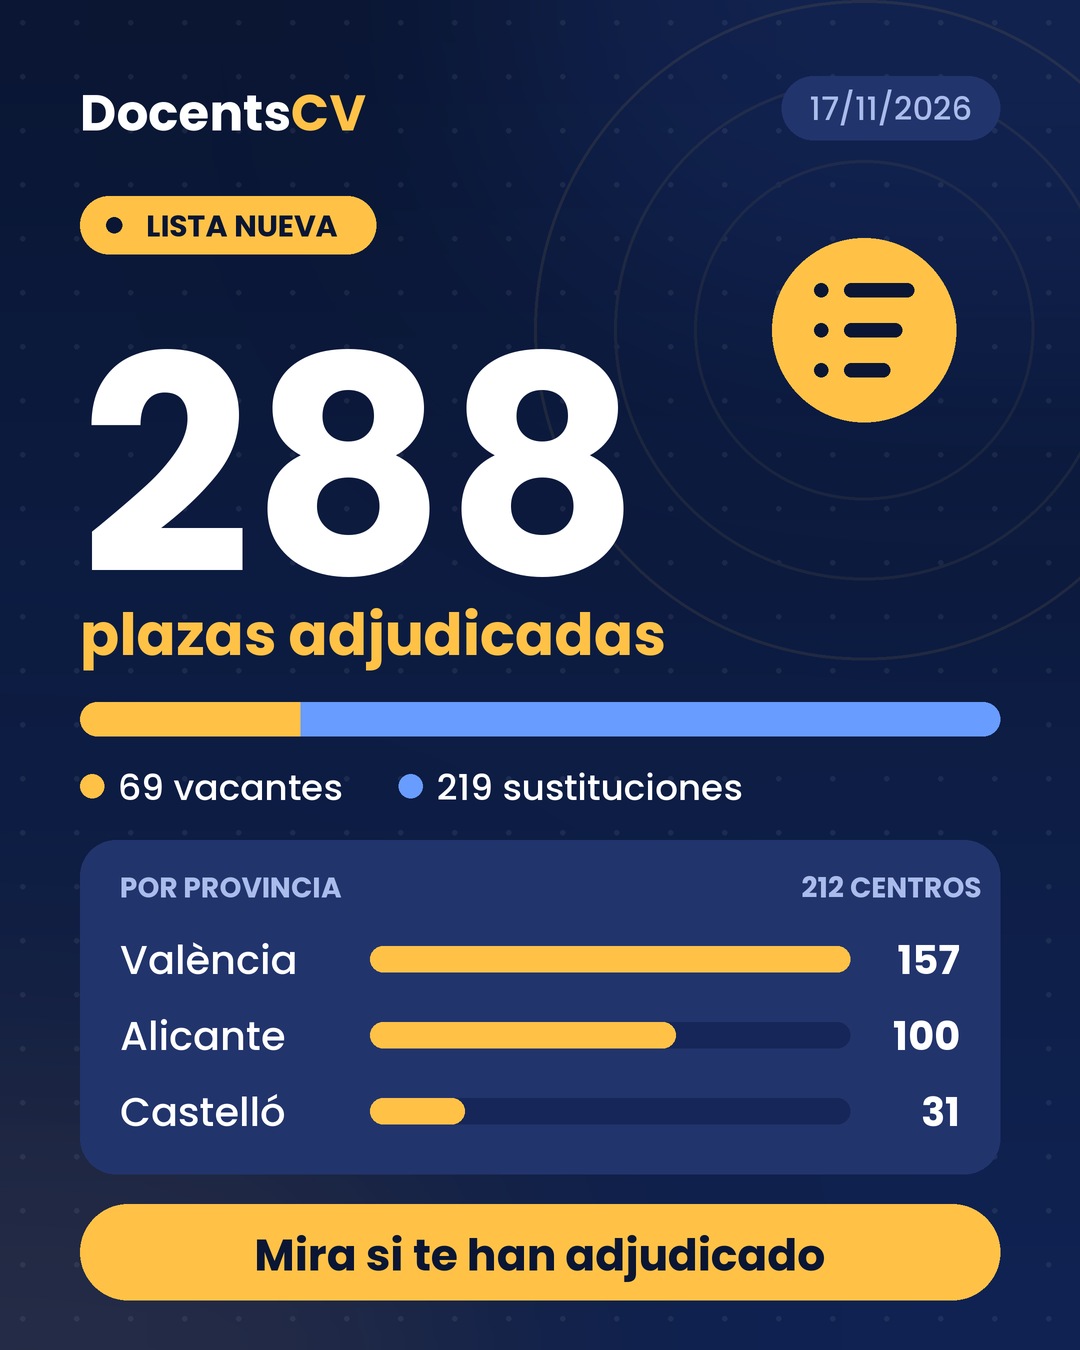 DocentsCV
17/11/2026
LISTA NUEVA
288
plazas adjudicadas
69 vacantes
219 sustituciones
POR PROVINCIA
212 CENTROS
València
157
Alicante
100
Castelló
31
Mira si te han adjudicado